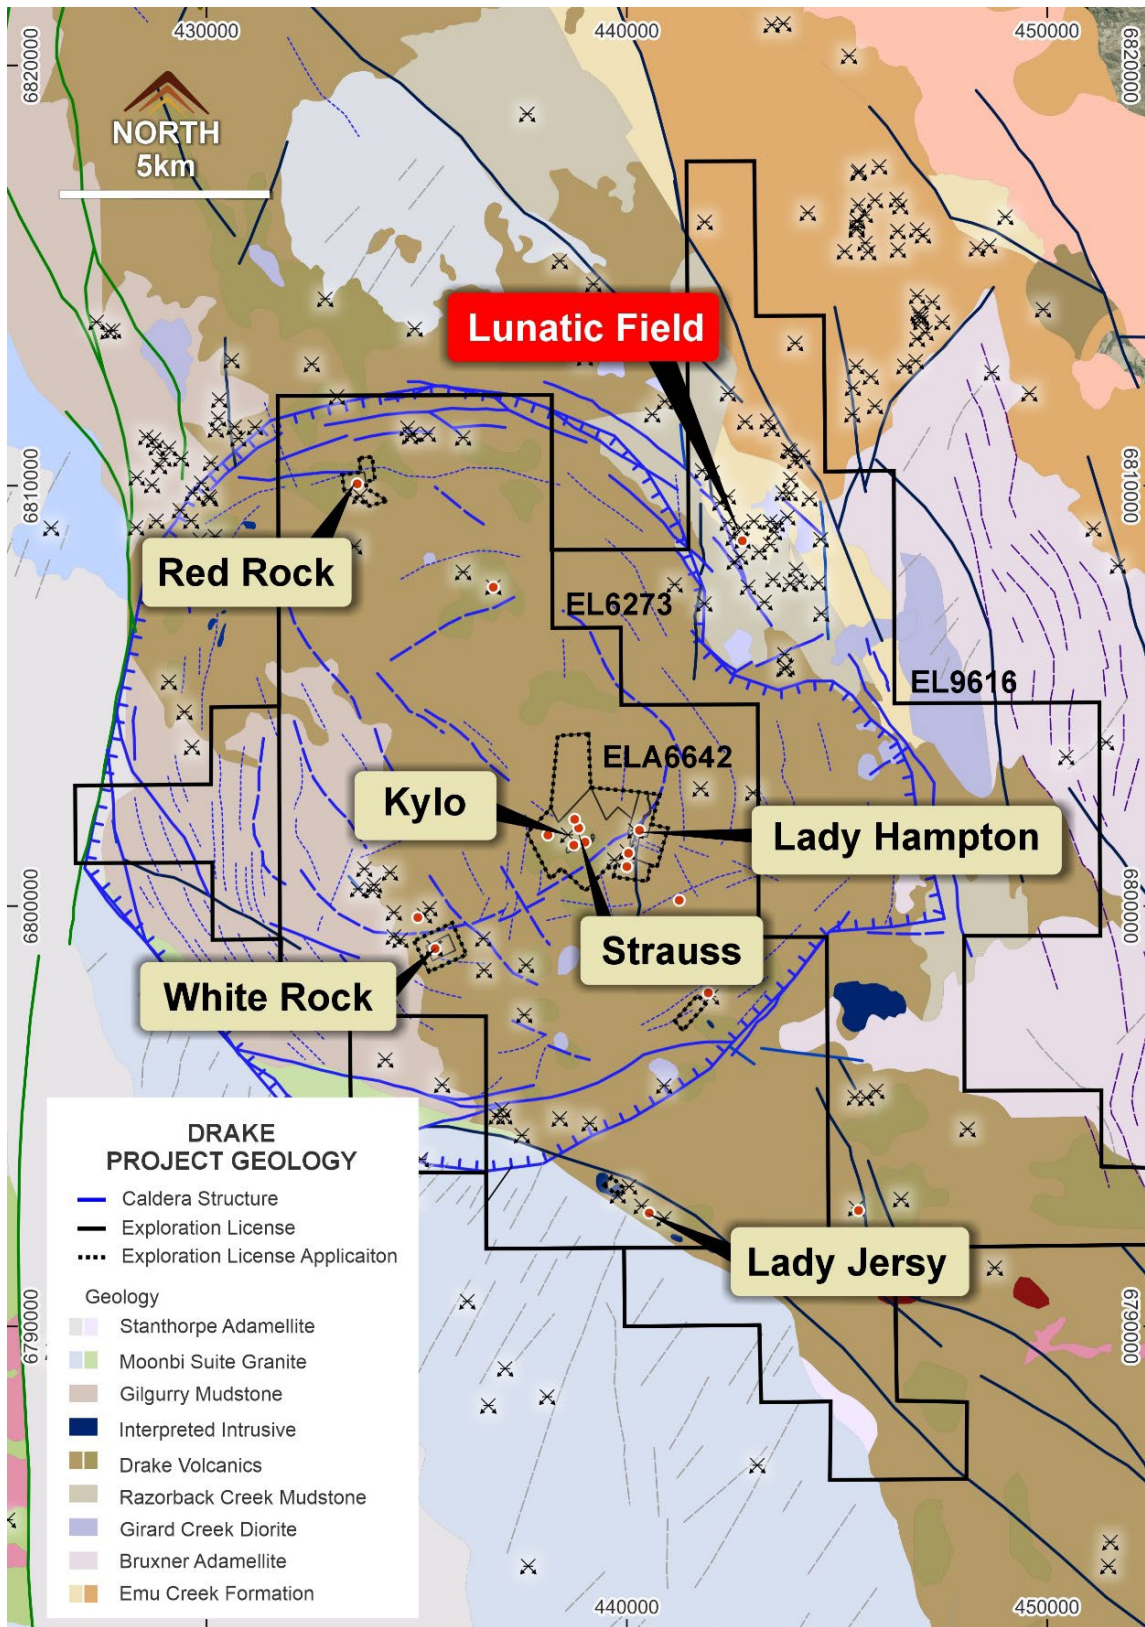 430000
440000
450000
6820000
6820000
NORTH
5km
Lunatic Field
6810000
6810000
Red Rock
EL6273
EL9616
ELA6642
Kylo
Lady Hampton
6800000
6800000
Strauss
White Rock
Lady Jersy
6790000
6790000
DRAKE
PROJECT GEOLOGY
Caldera Structure
Exploration License
Exploration License Applicaiton
Geology
Stanthorpe Adamellite
Moonbi Suite Granite
Gilgurry Mudstone
Interpreted Intrusive
Drake Volcanics
Razorback Creek Mudstone
Girard Creek Diorite
Bruxner Adamellite
Emu Creek Formation
440000
450000